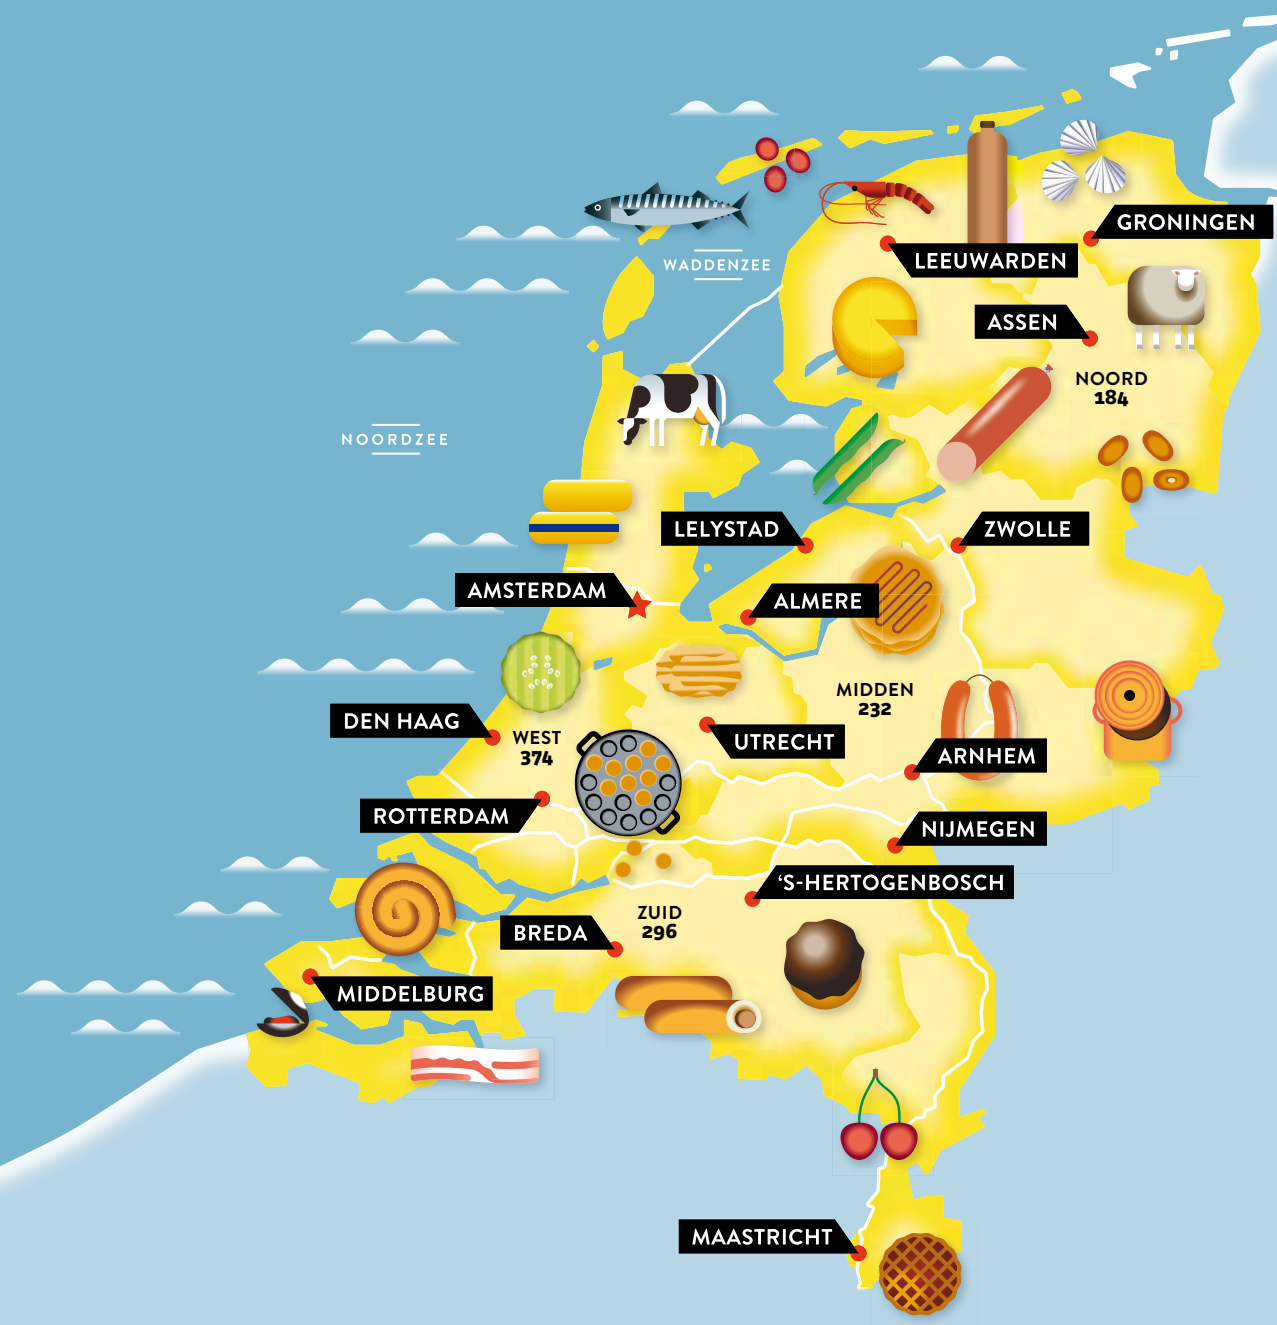 GRONINGEN
LEEUWARDEN
WADDENZEE
ASSEN
NOORD
184
NOORDZEE
LELYSTAD
ZWOLLE
AMSTERDAM
ALMERE
MIDDEN
232
DEN HAAG
WEST
374
UTRECHT
ARNHEM
ROTTERDAM
NIJMEGEN
‘S-HERTOGENBOSCH
ZUID
296
BREDA
MIDDELBURG
MAASTRICHT